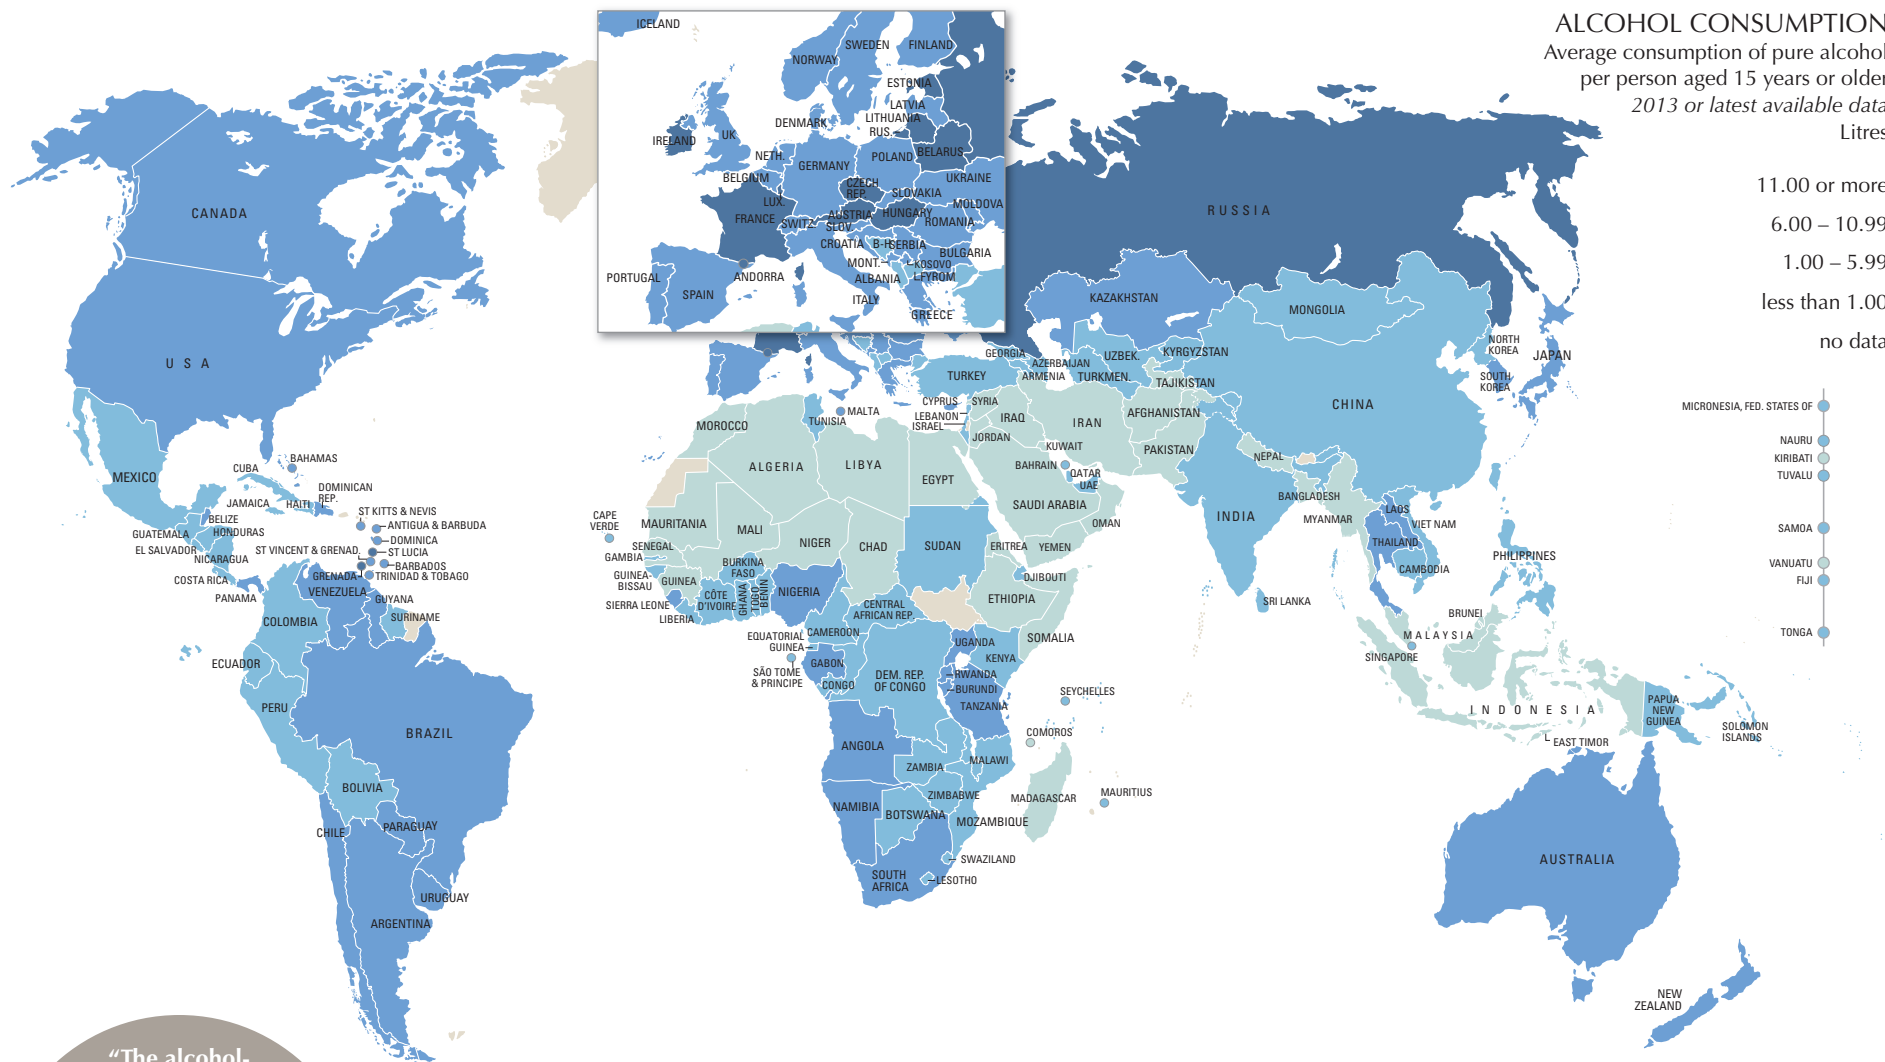 ALCOHOL CONSUMPTION
Average consumption of pure alcohol
per person aged 15 years or older
2013 or latest available data
Litres
11.00 or more
6.00 – 10.99
1.00 – 5.99
less than 1.00
no data
ICELAND
SWEDEN
FINLAND
NORWAY
ESTONIA
LATVIA
LITHUANIA
RUS.
DENMARK
IRELAND
UK
BELARUS
NETH.
POLAND
GERMANY
BELGIUM
UKRAINE
CZECH
REP.
SLOVAKIA
LUX.
MOLDOVA
FRANCE
AUSTRIA
HUNGARY
SWITZ.
SLOV.
ROMANIA
CROATIA
B-H
SERBIA
BULGARIA
MONT.
KOSOVO
ANDORRA
ALBANIA
FYROM
PORTUGAL
SPAIN
ITALY
GREECE
CANADA
USA
MEXICO
CUBA
BAHAMAS
JAMAICA
HAITI
DOMINICAN
REP.
BELIZE
GUATEMALA
HONDURAS
EL SALVADOR
NICARAGUA
COSTA RICA
PANAMA
ST KITTS & NEVIS
ANTIGUA & BARBUDA
DOMINICA
ST VINCENT & GRENAD.
ST LUCIA
BARBADOS
GRENADA
TRINIDAD & TOBAGO
VENEZUELA
GUYANA
SURINAME
COLOMBIA
ECUADOR
PERU
BRAZIL
BOLIVIA
PARAGUAY
CHILE
URUGUAY
ARGENTINA
RUSSIA
KAZAKHSTAN
MONGOLIA
NORTH
KOREA
JAPAN
SOUTH
KOREA
GEORGIA
AZERBAIJAN
ARMENIA
UZBEK.
KYRGYZSTAN
TURKMEN.
TAJIKISTAN
TURKEY
CHINA
CYPRUS
SYRIA
LEBANON
ISRAEL
IRAQ
IRAN
AFGHANISTAN
JORDAN
KUWAIT
PAKISTAN
NEPAL
BAHRAIN
QATAR
UAE
SAUDI ARABIA
OMAN
YEMEN
INDIA
BANGLADESH
MYANMAR
LAOS
VIET NAM
THAILAND
CAMBODIA
PHILIPPINES
SRI LANKA
BRUNEI
MALAYSIA
SINGAPORE
INDONESIA
EAST TIMOR
PAPUA
NEW
GUINEA
SOLOMON
ISLANDS
AUSTRALIA
NEW
ZEALAND
MALTA
MOROCCO
TUNISIA
ALGERIA
LIBYA
EGYPT
CAPE
VERDE
MAURITANIA
MALI
NIGER
CHAD
SUDAN
ERITREA
SENEGAL
GAMBIA
GUINEA-
BISSAU
GUINEA
BURKINA
FASO
SIERRA LEONE
LIBERIA
CÔTE
D'IVOIRE
GHANA
TOGO
BENIN
NIGERIA
DJIBOUTI
ETHIOPIA
SOMALIA
CENTRAL
AFRICAN REP.
CAMEROON
EQUATORIAL
GUINEA
SÃO TOME
& PRINCIPE
GABON
CONGO
DEM. REP.
OF CONGO
UGANDA
KENYA
RWANDA
BURUNDI
TANZANIA
SEYCHELLES
COMOROS
ANGOLA
ZAMBIA
MALAWI
ZIMBABWE
MADAGASCAR
MAURITIUS
NAMIBIA
BOTSWANA
MOZAMBIQUE
SWAZILAND
LESOTHO
SOUTH
AFRICA
MICRONESIA, FED. STATES OF
NAURU
KIRIBATI
TUVALU
SAMOA
VANUATU
FIJI
TONGA
“The alcohol-